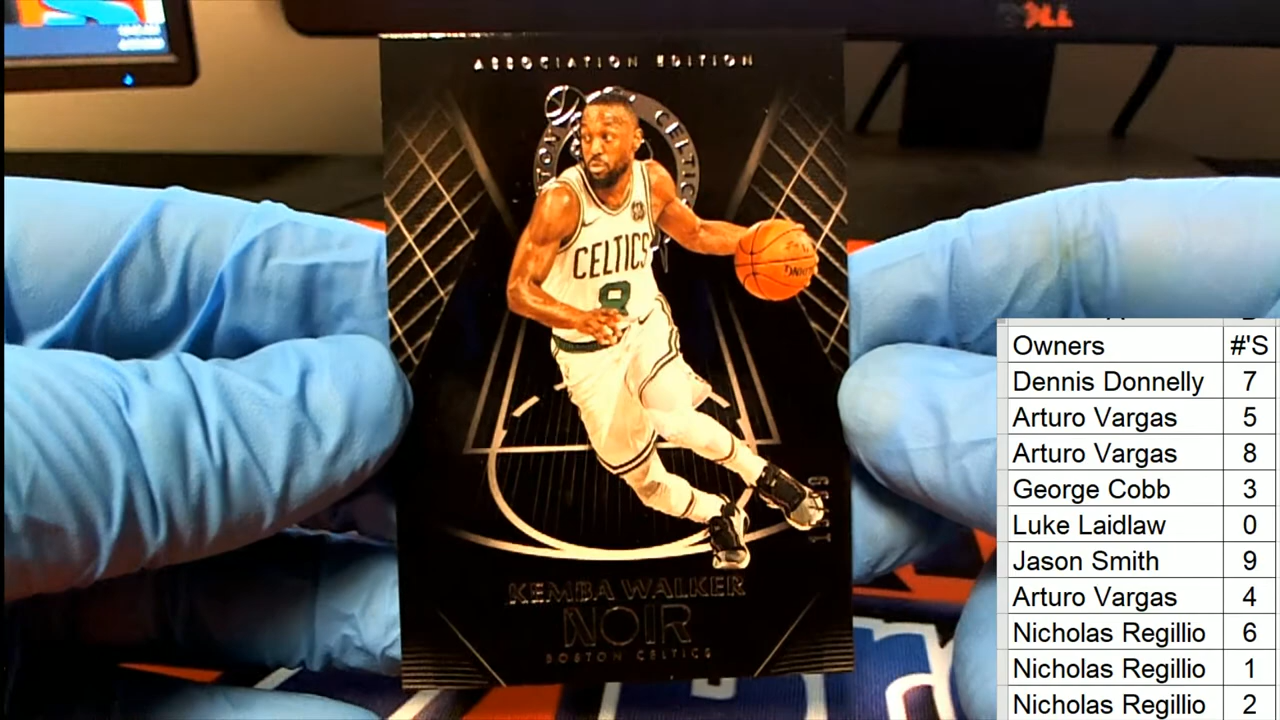 DELL
ASSOCIATION EDITION
CELTICS
CELTICS
8
KEMBA WALKER
NOIR
BOSTON CELTICS
Owners #'S
Dennis Donnelly 7
Arturo Vargas 5
Arturo Vargas 8
George Cobb 3
Luke Laidlaw 0
Jason Smith 9
Arturo Vargas 4
Nicholas Regillio 6
Nicholas Regillio 1
Nicholas Regillio 2